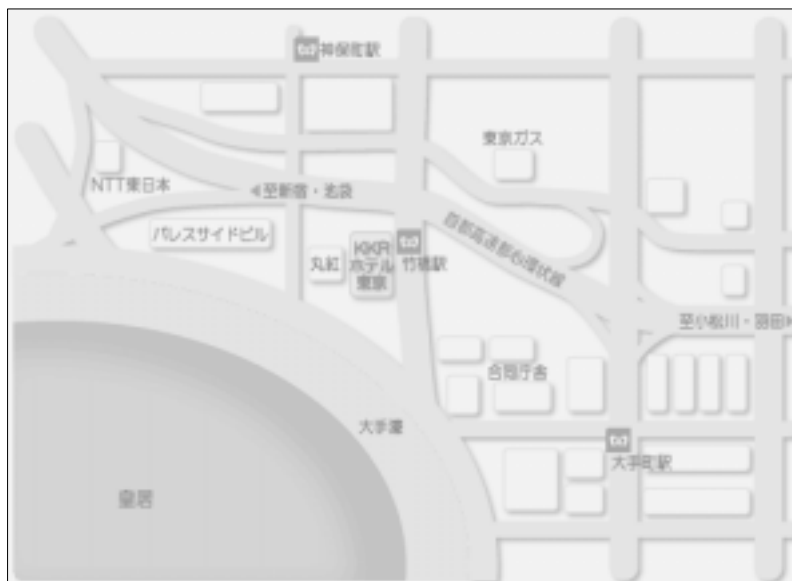 神保町駅
東京ガス
NTT東日本
◀至新宿・池袋
首都高速都心環状線
パレスサイドビル
丸紅
KKR
ホテル
東京
竹橋駅
至小松川・羽田▶
合同庁舎
大手濠
大手町駅
皇居